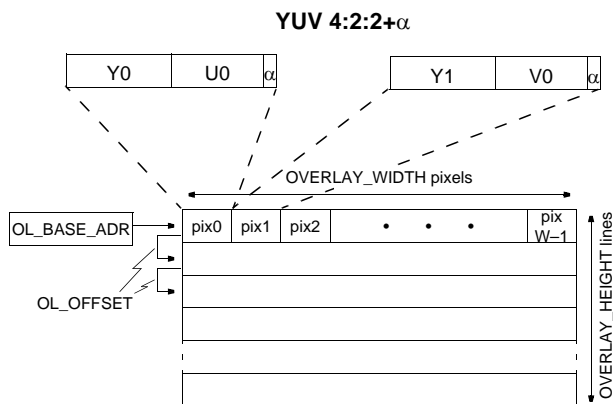 YUV 4:2:2+α
Y0 U0 α
Y1 V0 α
OVERLAY_WIDTH pixels
OL_BASE_ADR
pix0 pix1 pix2 • • • pix
W–1
OL_OFFSET
OVERLAY_HEIGHT lines